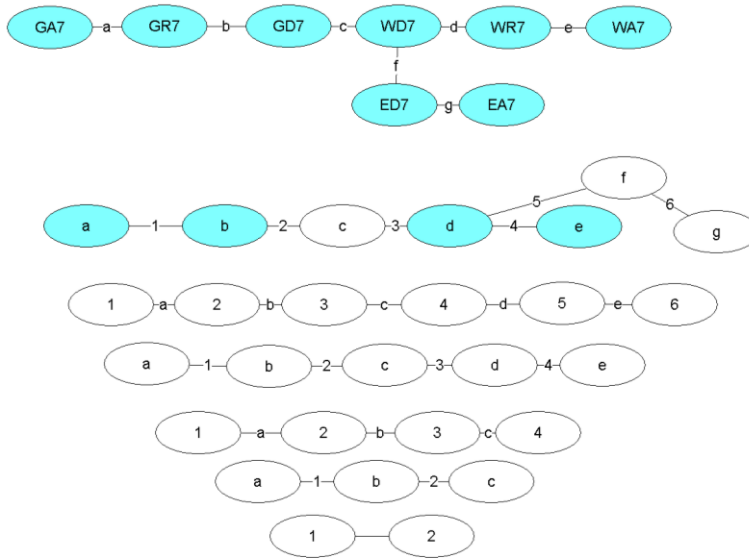 GA7 a GR7 b GD7 c WD7 d WR7 e WA7
f
ED7 g EA7
f
5 6
a 1 b 2 c 3 d 4 e g
1 a 2 b 3 c 4 d 5 e 6
a 1 b 2 c 3 d 4 e
1 a 2 b 3 c 4
a 1 b 2 c
1 2